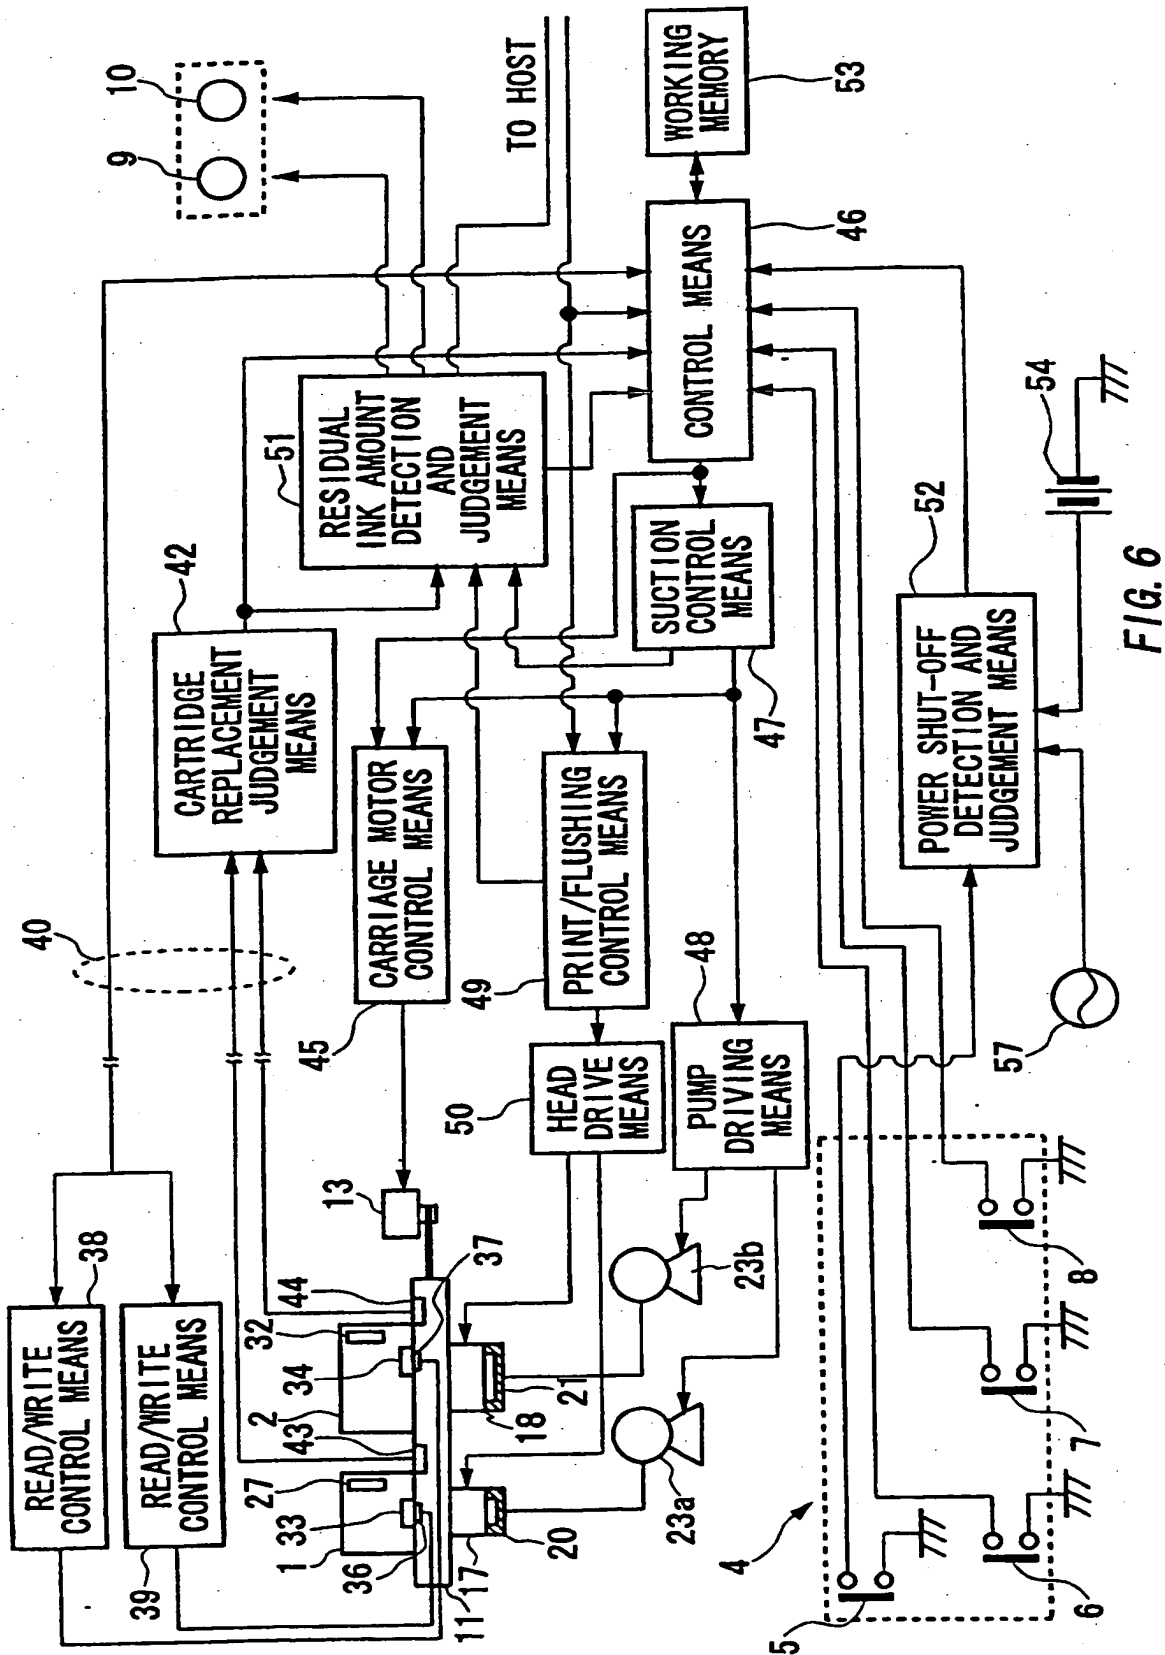 10
9
TO HOST
WORKING
MEMORY
53
40
42
CARTRIDGE
REPLACEMENT
JUDGEMENT
MEANS
51
RESIDUAL
INK AMOUNT
DETECTION
AND
JUDGEMENT
MEANS
CONTROL MEANS
46
READ/WRITE
CONTROL MEANS
38
READ/WRITE
CONTROL MEANS
39
45
CARRIAGE MOTOR
CONTROL MEANS
49
PRINT/FLUSHING
CONTROL MEANS
SUCTION
CONTROL
MEANS
47
50
HEAD
DRIVE
MEANS
48
PUMP
DRIVING
MEANS
13
37
44
32
34
2
43
27
33
1
36
11
17
18
20
21
23a
23b
52
POWER SHUT-OFF
DETECTION AND
JUDGEMENT MEANS
54
57
4
5
6
7
8
FIG. 6